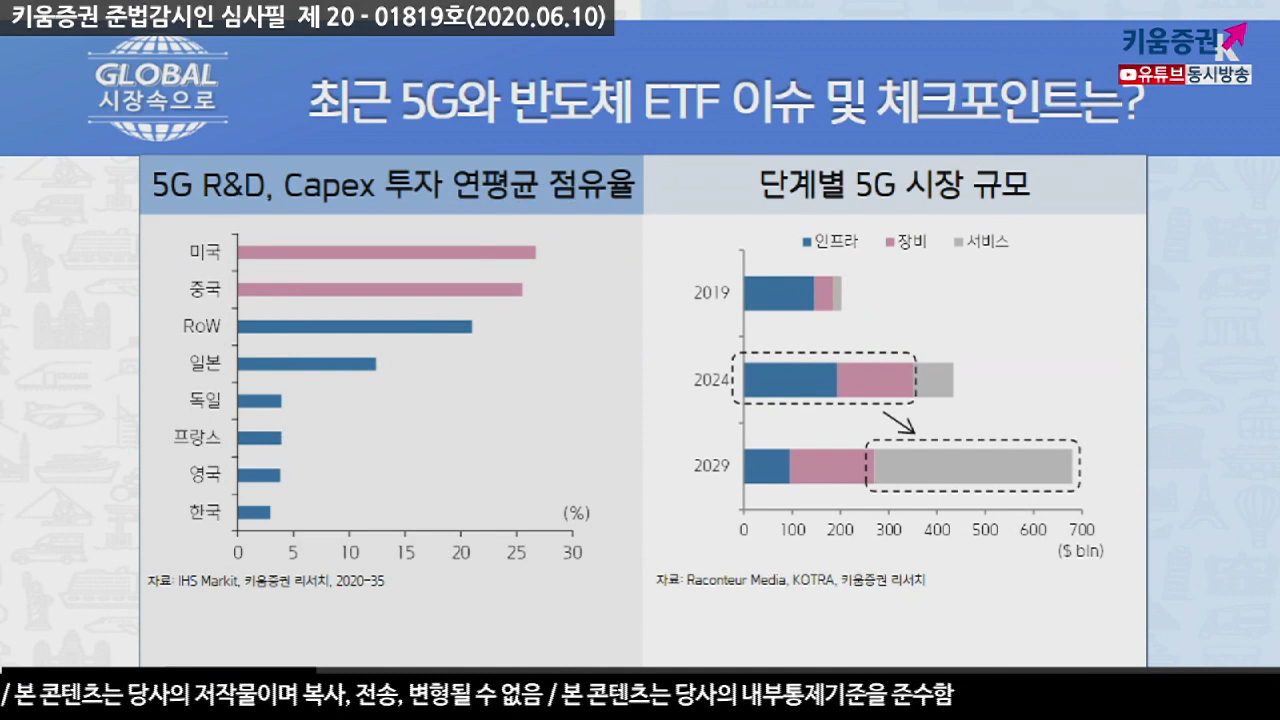 키움증권 준법감시인 심사필 제 20 - 01819호(2020.06.10)
키움증권
유튜브동시방송
GLOBAL
시장속으로
최근 5G와 반도체 ETF 이슈 및 체크포인트는?
5G R&D, Capex 투자 연평균 점유율
미국
중국
RoW
일본
독일
프랑스
영국
한국
(%)
0 5 10 15 20 25 30
자료: IHS Markit, 키움증권 리서치, 2020-35
단계별 5G 시장 규모
인프라 장비 서비스
2019
2024
2029
0 100 200 300 400 500 600 700
($ bln)
자료: Raconteur Media, KOTRA, 키움증권 리서치
/ 본 콘텐츠는 당사의 저작물이며 복사, 전송, 변형될 수 없음 / 본 콘텐츠는 당사의 내부통제기준을 준수함